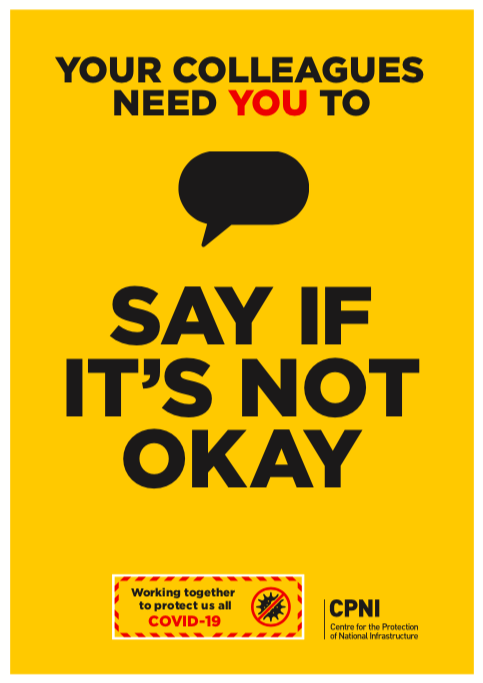 YOUR COLLEAGUES
NEED YOU TO
SAY IF
IT’S NOT
OKAY
Working together
to protect us all
COVID-19
CPNI
Centre for the Protection
of National Infrastructure